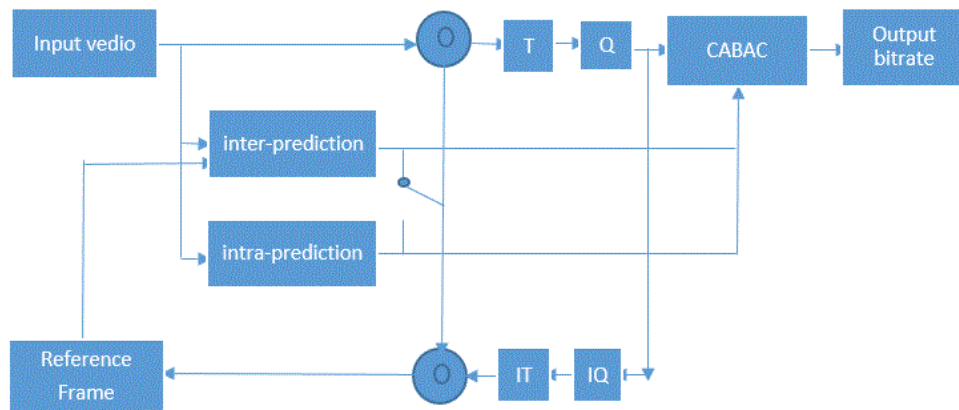 Input vedio
O
T
Q
CABAC
Output
bitrate
inter-prediction
intra-prediction
Reference
Frame
O
IT
IQ